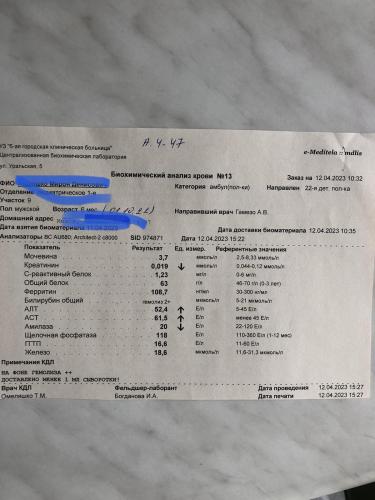 А.4-47
УЗ "5-ая городская клиническая больница"
Централизованная биохимическая лаборатория
ул. Уральская, 5
e-Meditela :: mdlis
Биохимический анализ крови №13
Заказ на 12.04.2023 10:32
ФИО
Категория амбул(пол-ки) Направлен 22-я дет. пол-ка
Отделение педиатрическое 1-е
Участок 9
Пол мужской Возраст 6 мес.
Направивший врач Гамезо А.В.
Домашний адрес
Дата взятия биоматериала Дата доставки биоматериала 12.04.2023 10:35
Анализаторы BC AU680, Architect-2 c8000 SID 974871 Дата 12.04.2023 15:22
Показатель Результат Ед. измер. Референтные значения
Мочевина 3,7 ммоль/л 2,5-8,33 ммоль/л
Креатинин 0,019 ↓ ммоль/л 0,044-0,12 ммоль/л
С-реактивный белок 1,23 мг/л 0-6 мг/л
Общий белок 63 г/л 46-70 г/л (0-3 лет)
Ферритин 108,7 нг/мл 30-300 нг/мл
Билирубин общий гемолиз 2+ мкмоль/л 5-21 мкмоль/л
АЛТ 52,4 ↑ Е/л 5-45 Е/л
АСТ 61,5 ↑ Е/л менее 45 Е/л
Амилаза 20 ↓ Е/л 22-120 Е/л
Щелочная фосфатаза 118 Е/л 110-360 Е/л (1-12 мес)
ГГТП 16,6 Е/л 11-60 Е/л
Железо 18,6 мкмоль/л 11,6-31,3 мкмоль/л
Примечания КДЛ
НА ФОНЕ ГЕМОЛИЗА ++
ДОСТАВЛЕНО МЕНЕЕ 1 МЛ СЫВОРОТКИ!
Врач КДЛ Фельдшер-лаборант Дата проведения 12.04.2023 15:27
Омеляшко Т.М. Богданова И.А. Дата печати 12.04.2023 15:27